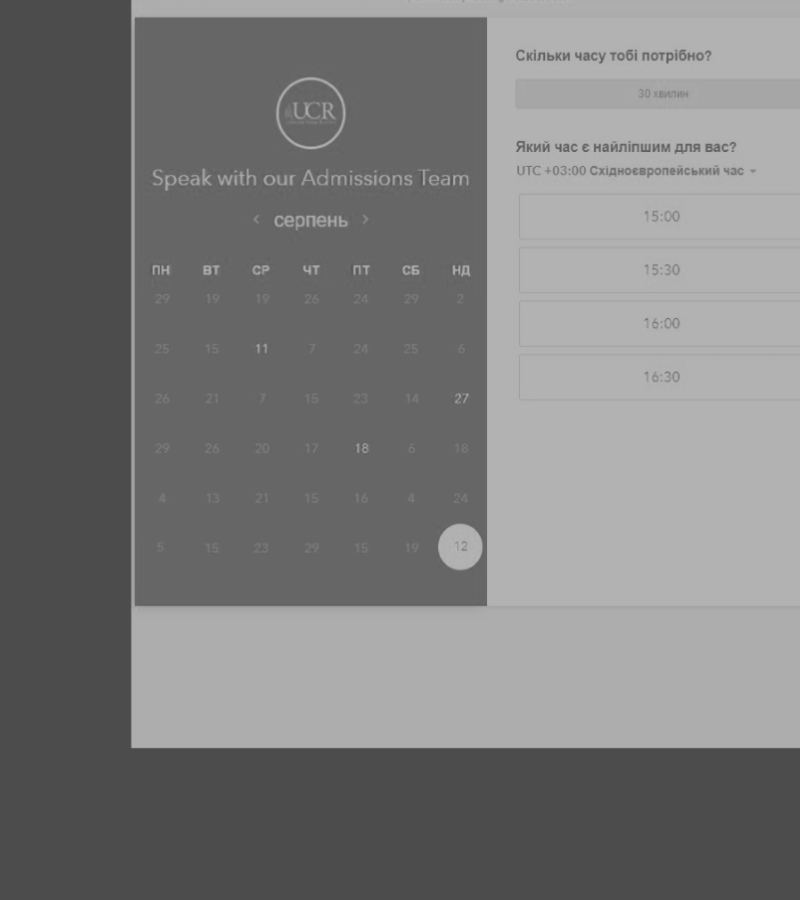 UCR
Speak with our Admissions Team
‹ серпень ›
ПН ВТ СР ЧТ ПТ СБ НД
29 19 19 26 24 29 2
25 15 11 7 24 25 6
26 21 7 15 23 14 27
29 26 20 17 18 6 18
4 13 21 15 16 4 24
5 15 23 29 15 19 12
Скільки часу тобі потрібно?
30 хвилин
Який час є найліпшим для вас?
UTC +03:00 Східноєвропейський час
15:00
15:30
16:00
16:30